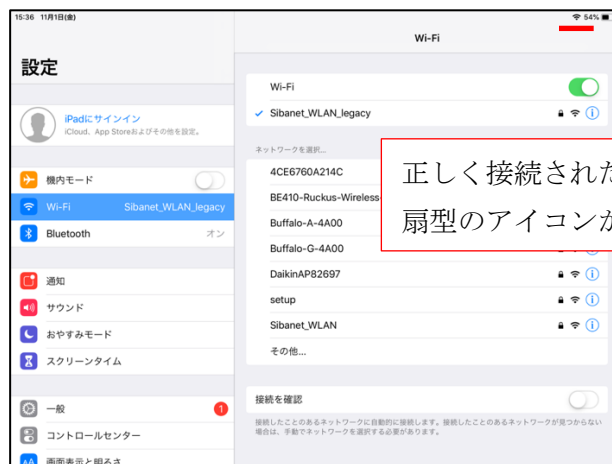 15:36 11月1日(金)
54%
Wi-Fi
設定
Wi-Fi
iPadにサインイン
iCloud、App Storeおよびその他を設定。
Sibanet_WLAN_legacy
ネットワークを選択...
機内モード
4CE6760A214C
正しく接続された
Wi-Fi Sibanet_WLAN_legacy
BE410-Ruckus-Wireless-
扇型のアイコンが
Bluetooth オン
Buffalo-A-4A00
Buffalo-G-4A00
通知
DaikinAP82697
サウンド
setup
おやすみモード
Sibanet_WLAN
スクリーンタイム
その他...
一般 1
接続を確認
接続したことのあるネットワークに自動的に接続します。接続したことのあるネットワークが見つからない
場合は、手動でネットワークを選択する必要があります。
コントロールセンター
AA 画面表示と明るさ